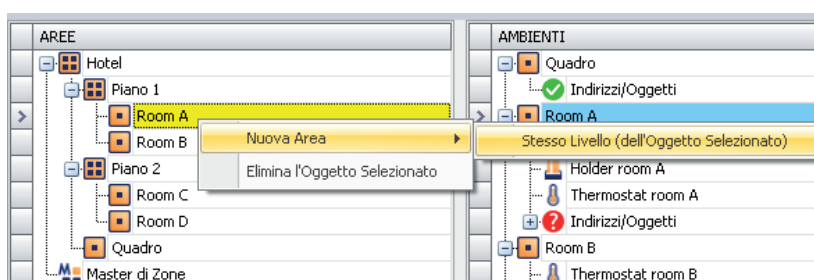 AREE
Hotel
Piano 1
Room A
Room B
Piano 2
Room C
Room D
Quadro
Master di Zone
Nuova Area
Elimina l'Oggetto Selezionato
Stesso Livello (dell'Oggetto Selezionato)
AMBIENTI
Quadro
Indirizzi/Oggetti
Room A
Holder room A
Thermostat room A
Indirizzi/Oggetti
Room B
Thermostat room B